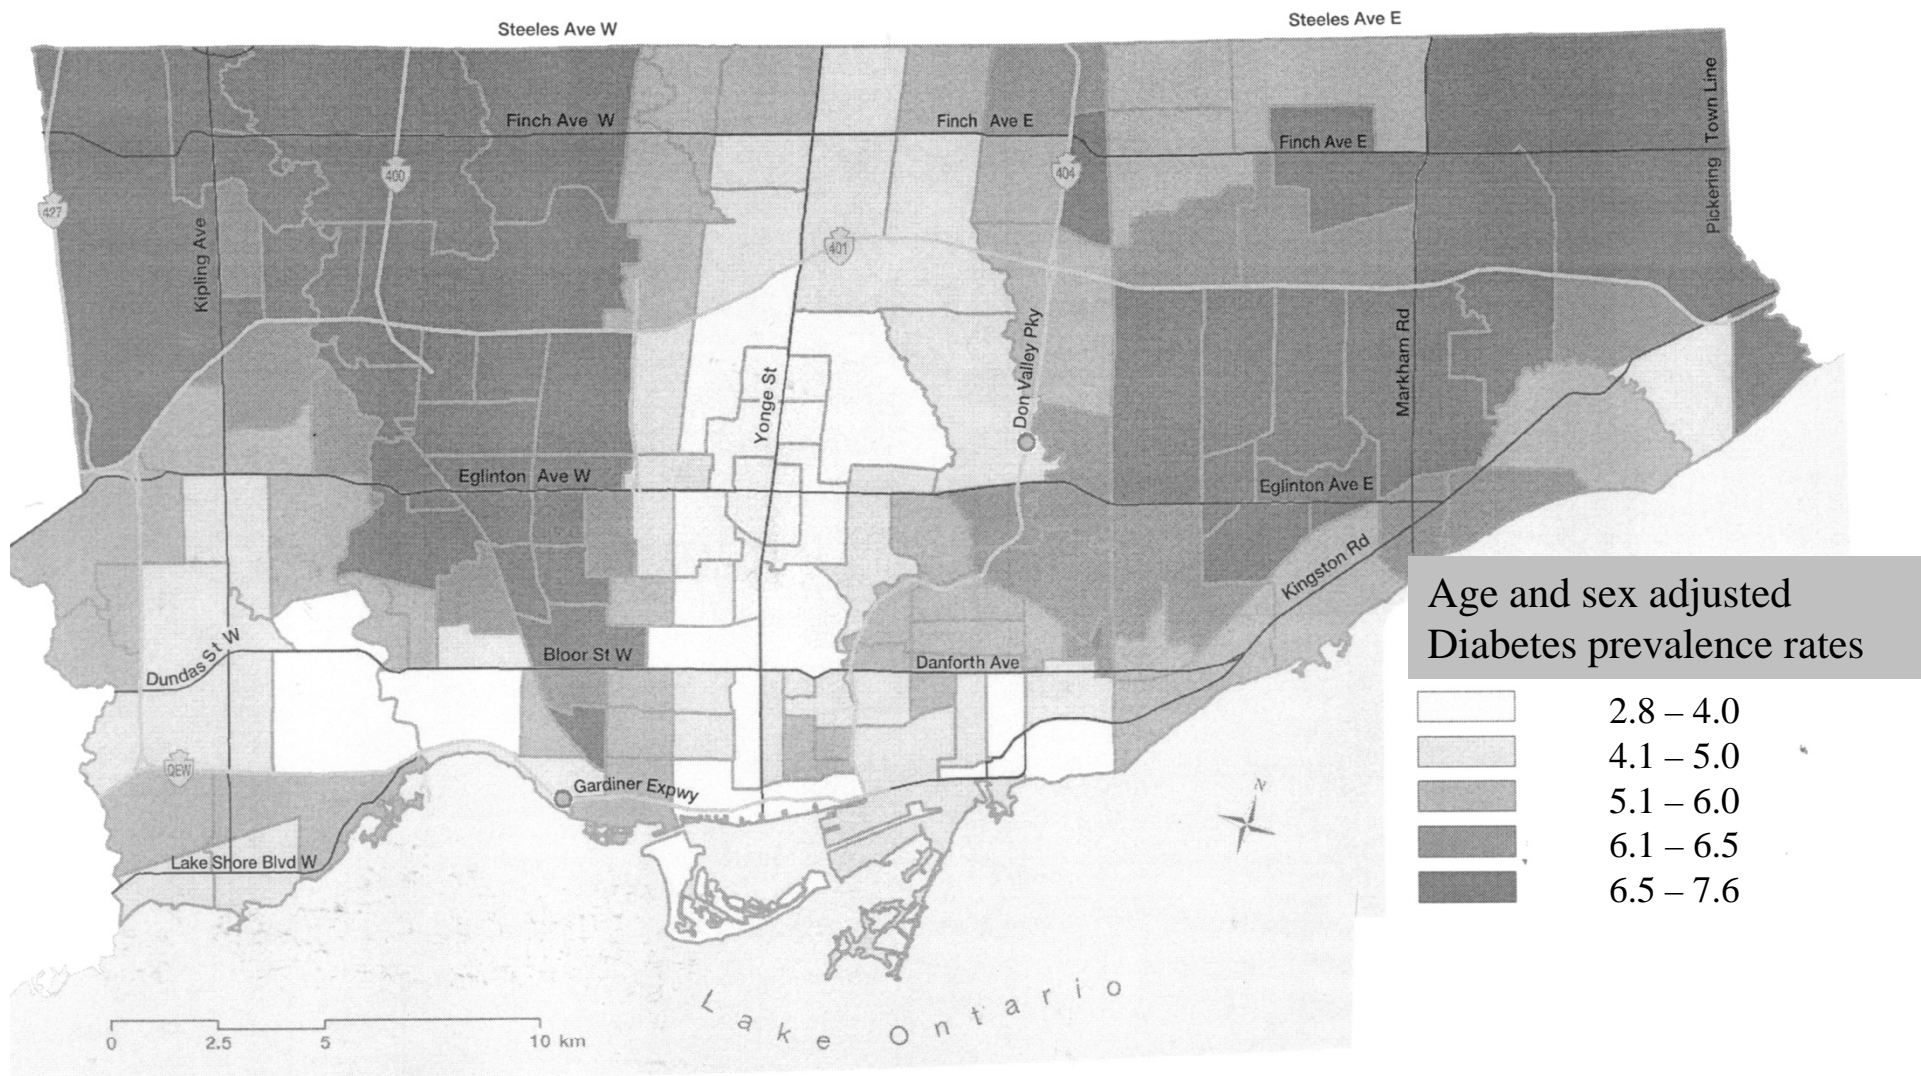 Steeles Ave W
Steeles Ave E
Finch Ave W
Finch Ave E
Finch Ave E
Pickering Town Line
400
404
427
401
Kipling Ave
Markham Rd
Don Valley Pky
Yonge St
Eglinton Ave W
Eglinton Ave E
Kingston Rd
Dundas St W
Bloor St W
Danforth Ave
QEW
Gardiner Expwy
Lake Shore Blvd W
N
Lake Ontario
0 2.5 5 10 km
Age and sex adjusted
Diabetes prevalence rates
2.8 – 4.0
4.1 – 5.0
5.1 – 6.0
6.1 – 6.5
6.5 – 7.6